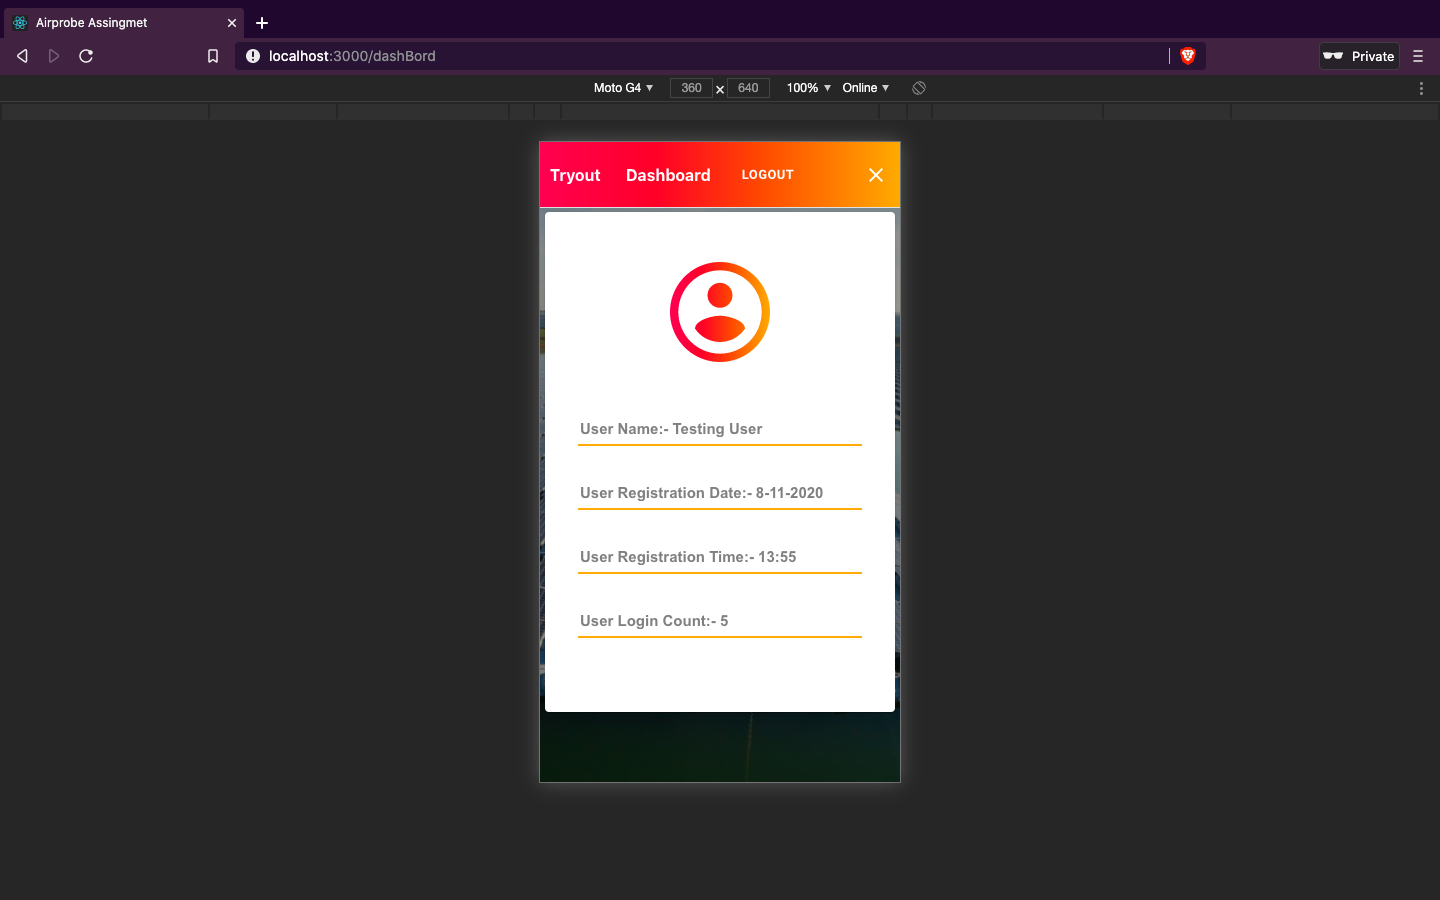 Airprobe Assingmet
localhost:3000/dashBord
Private
Moto G4 360 × 640 100% Online
Tryout Dashboard LOGOUT
User Name:- Testing User
User Registration Date:- 8-11-2020
User Registration Time:- 13:55
User Login Count:- 5